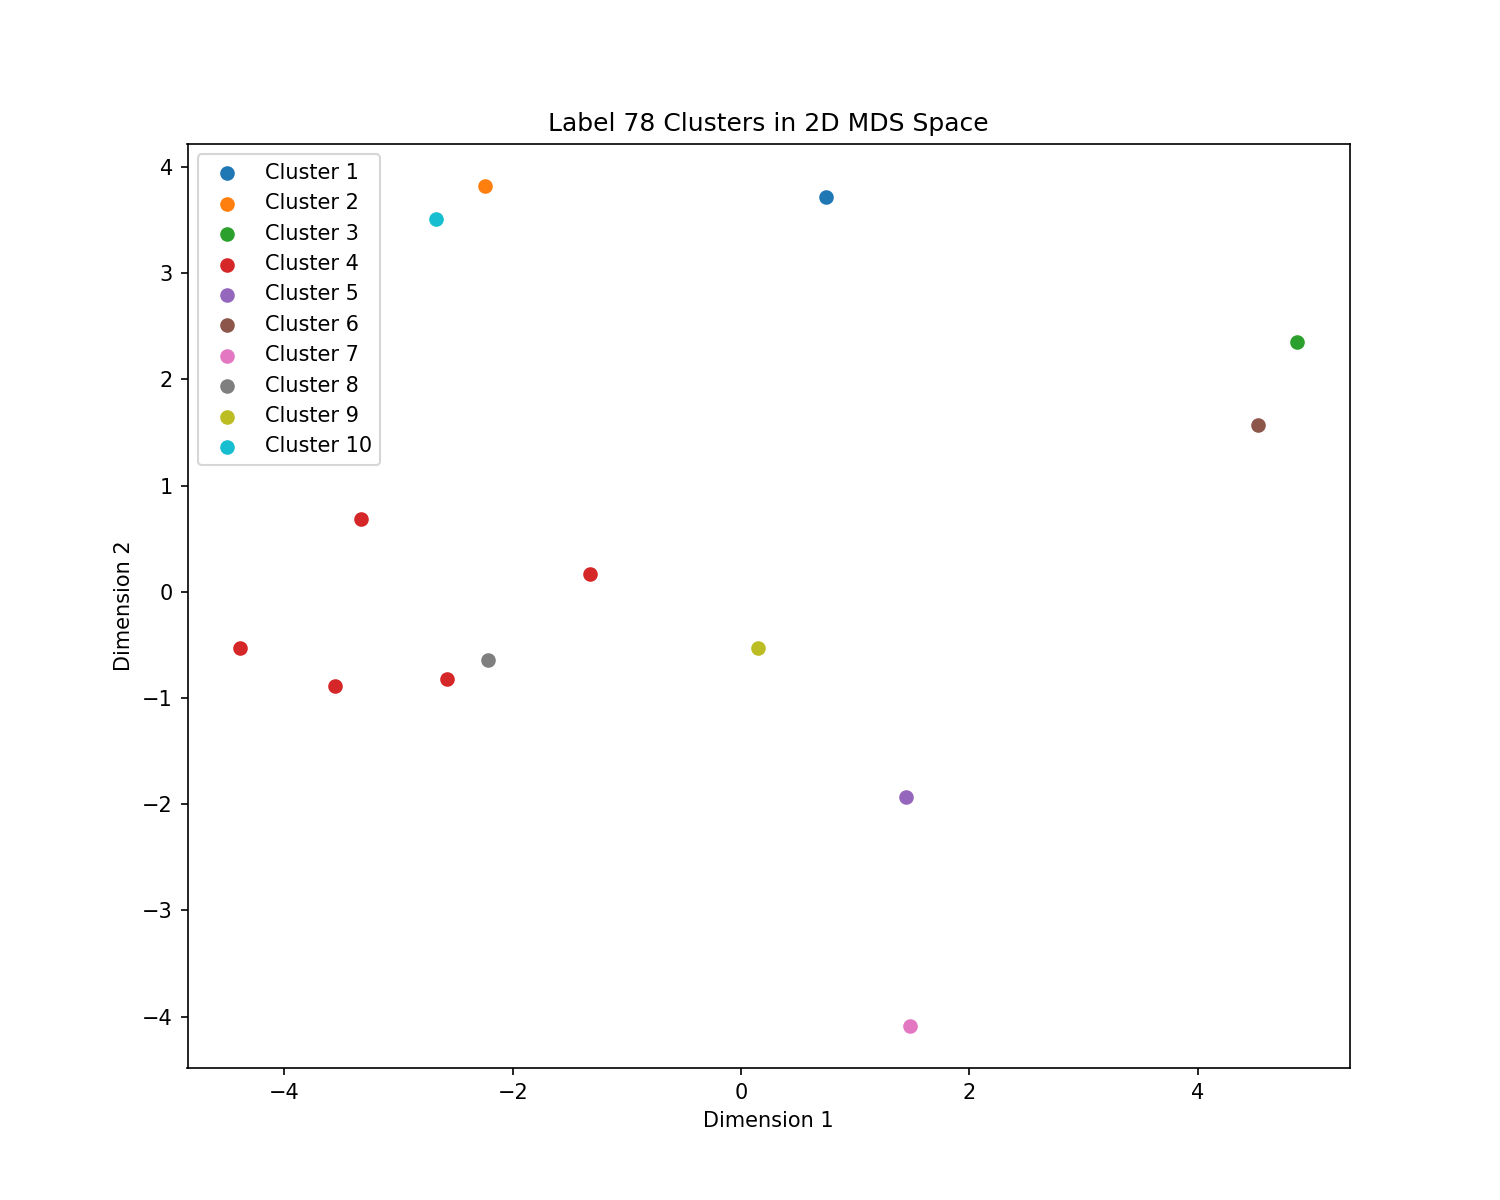 Label 78 Clusters in 2D MDS Space
Cluster 1
Cluster 2
Cluster 3
Cluster 4
Cluster 5
Cluster 6
Cluster 7
Cluster 8
Cluster 9
Cluster 10
4
3
2
1
0
−1
−2
−3
−4
Dimension 2
−4
−2
0
2
4
Dimension 1